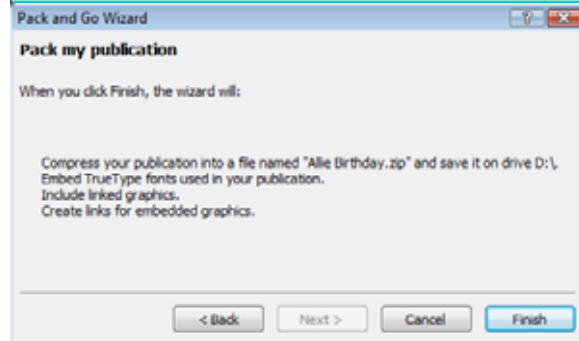 Pack and Go Wizard
Pack my publication
When you click Finish, the wizard will:
Compress your publication into a file named "Allie Birthday.zip" and save it on drive D:\.
Embed TrueType fonts used in your publication.
Include linked graphics.
Create links for embedded graphics.
< Back Next > Cancel Finish